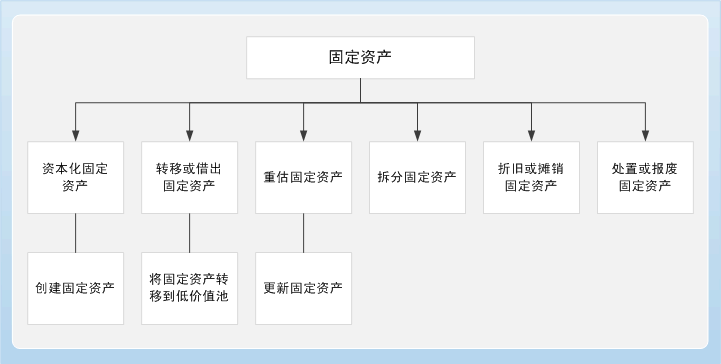 固定资产
资本化固定
资产
转移或借出
固定资产
重估固定资产
拆分固定资产
折旧或摊销
固定资产
处置或报废
固定资产
创建固定资产
将固定资产转
移到低价值池
更新固定资产